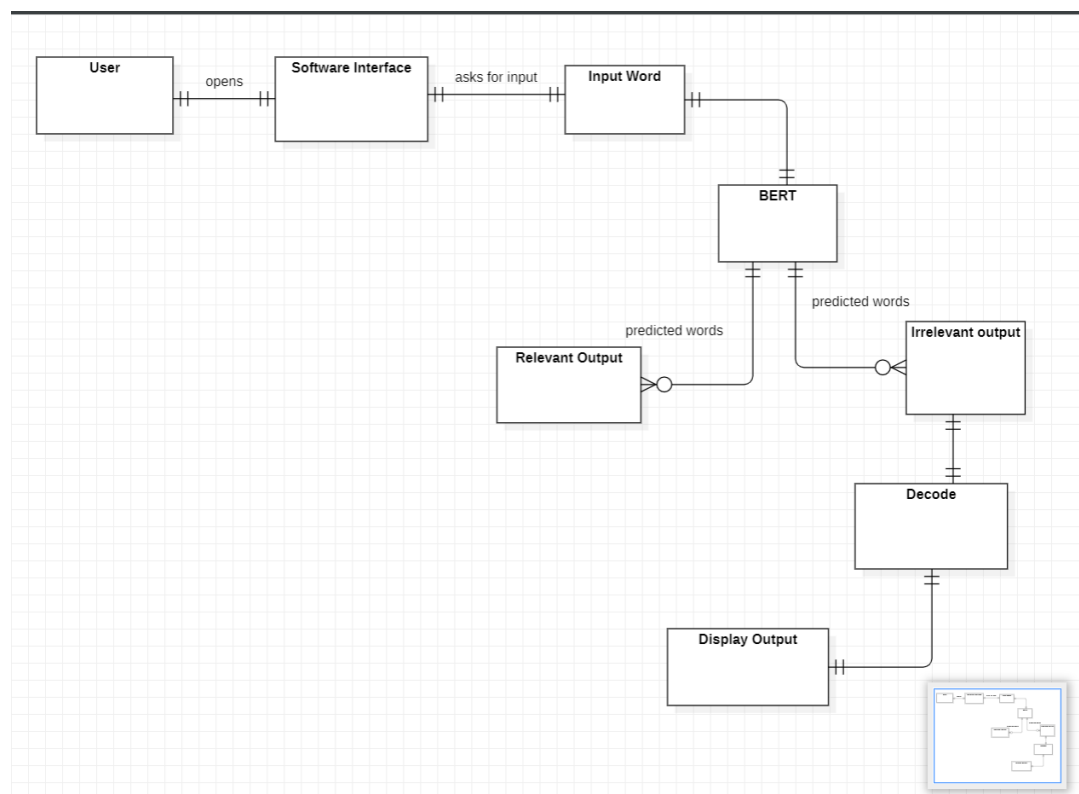 User
opens
Software Interface
asks for input
Input Word
BERT
predicted words
predicted words
Relevant Output
Irrelevant output
Decode
Display Output